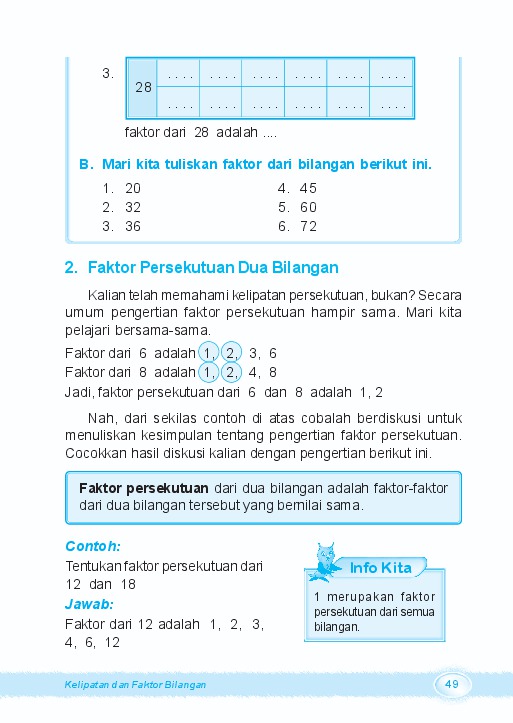 3.
28
.... .... .... .... .... ....
.... .... .... .... .... ....
faktor dari 28 adalah ....
B. Mari kita tuliskan faktor dari bilangan berikut ini.
1. 20 4. 45
2. 32 5. 60
3. 36 6. 72
2. Faktor Persekutuan Dua Bilangan
Kalian telah memahami kelipatan persekutuan, bukan? Secara
umum pengertian faktor persekutuan hampir sama. Mari kita
pelajari bersama-sama.
Faktor dari 6 adalah 1, 2, 3, 6
Faktor dari 8 adalah 1, 2, 4, 8
Jadi, faktor persekutuan dari 6 dan 8 adalah 1, 2
Nah, dari sekilas contoh di atas cobalah berdiskusi untuk
menuliskan kesimpulan tentang pengertian faktor persekutuan.
Cocokkan hasil diskusi kalian dengan pengertian berikut ini.
Faktor persekutuan dari dua bilangan adalah faktor-faktor
dari dua bilangan tersebut yang bernilai sama.
Contoh:
Tentukan faktor persekutuan dari
12 dan 18
Jawab:
Faktor dari 12 adalah 1, 2, 3,
4, 6, 12
Info Kita
1 merupakan faktor
persekutuan dari semua
bilangan.
Kelipatan dan Faktor Bilangan
49